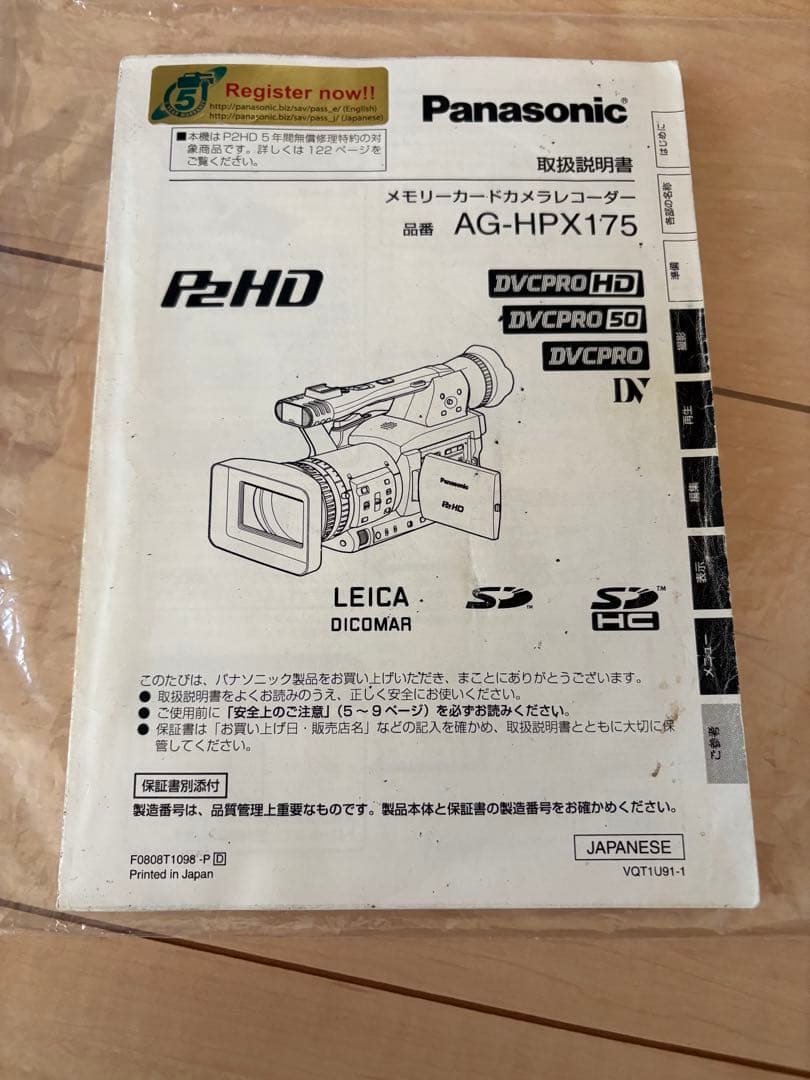 Register now!!
http://panasonic.biz/sav/pass_e/ (English)
http://panasonic.biz/sav/pass_j/ (Japanese)
5
■本機はP2HD 5年間無償修理特約の対
象商品です。詳しくは122ページを
ご覧ください。
Panasonic®
取扱説明書
メモリーカードカメラレコーダー
品番 AG-HPX175
P2HD
DVCPRO HD
DVCPRO 50
DVCPRO
DV
Panasonic
P2HD
LEICA
DICOMAR
SD™
SD™
HC
このたびは、パナソニック製品をお買い上げいただき、まことにありがとうございます。
● 取扱説明書をよくお読みのうえ、正しく安全にお使いください。
● ご使用前に「安全上のご注意」(5～9ページ)を必ずお読みください。
● 保証書は「お買い上げ日・販売店名」などの記入を確かめ、取扱説明書とともに大切に保
管してください。
保証書別添付
製造番号は、品質管理上重要なものです。製品本体と保証書の製造番号をお確かめください。
F0808T1098 -P D
Printed in Japan
JAPANESE
VQT1U91-1
はじめに
各部の名称
準備
撮影
再生
編集
表示
メニュー
ご参考